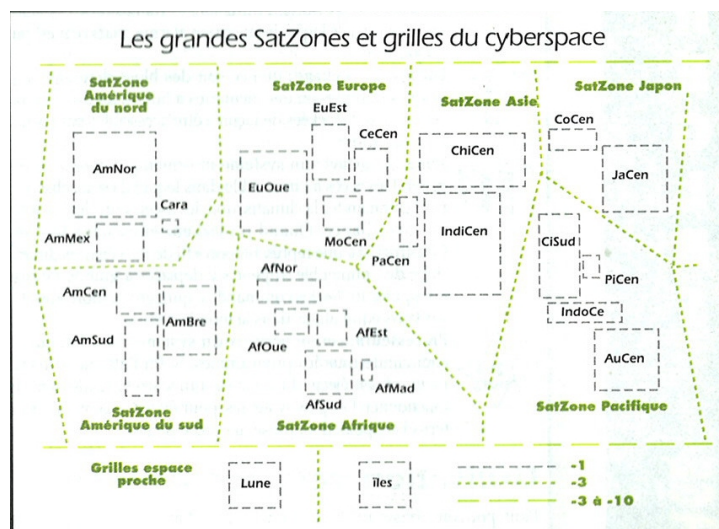 Les grandes SatZones et grilles du cyberspace
SatZone
Amérique
du nord
AmNor
Cara
AmMex
SatZone Europe
EuEst
CeCen
EuOue
MoCen
SatZone Asie
ChiCen
IndiCen
PaCen
SatZone Japon
CoCen
JaCen
AmCen
AmBre
AmSud
SatZone
Amérique du sud
AfNor
AfOue
AfEst
AfSud
AfMad
SatZone Afrique
CiSud
PiCen
IndoCe
AuCen
SatZone Pacifique
Grilles espace
proche
Lune
îles
-1
-3
-3 à -10